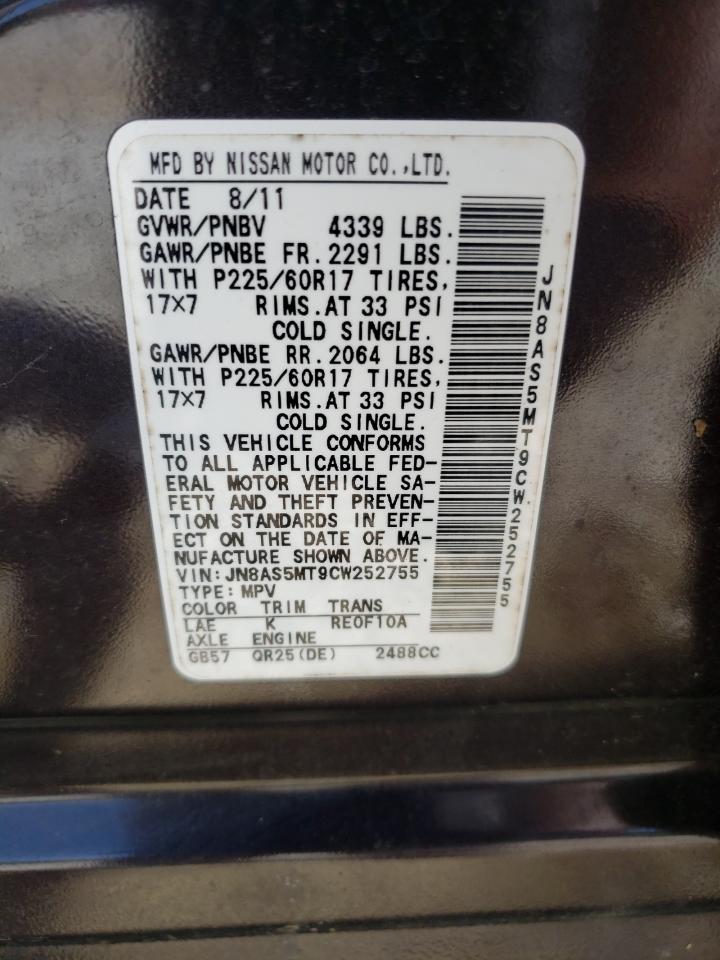 MFD BY NISSAN MOTOR CO.,LTD.
DATE 8/11
GVWR/PNBV 4339 LBS.
GAWR/PNBE FR.2291 LBS.
WITH P225/60R17 TIRES,
17×7 RIMS.AT 33 PSI
COLD SINGLE.
GAWR/PNBE RR.2064 LBS.
WITH P225/60R17 TIRES,
17×7 RIMS.AT 33 PSI
COLD SINGLE.
THIS VEHICLE CONFORMS
TO ALL APPLICABLE FED-
ERAL MOTOR VEHICLE SA-
FETY AND THEFT PREVEN-
TION STANDARDS IN EFF-
ECT ON THE DATE OF MA-
NUFACTURE SHOWN ABOVE.
VIN:JN8AS5MT9CW252755
TYPE:MPV
COLOR TRIM TRANS
LAE K RE0F10A
AXLE ENGINE
GB57 QR25(DE) 2488CC
JN8AS5MT9CW252755